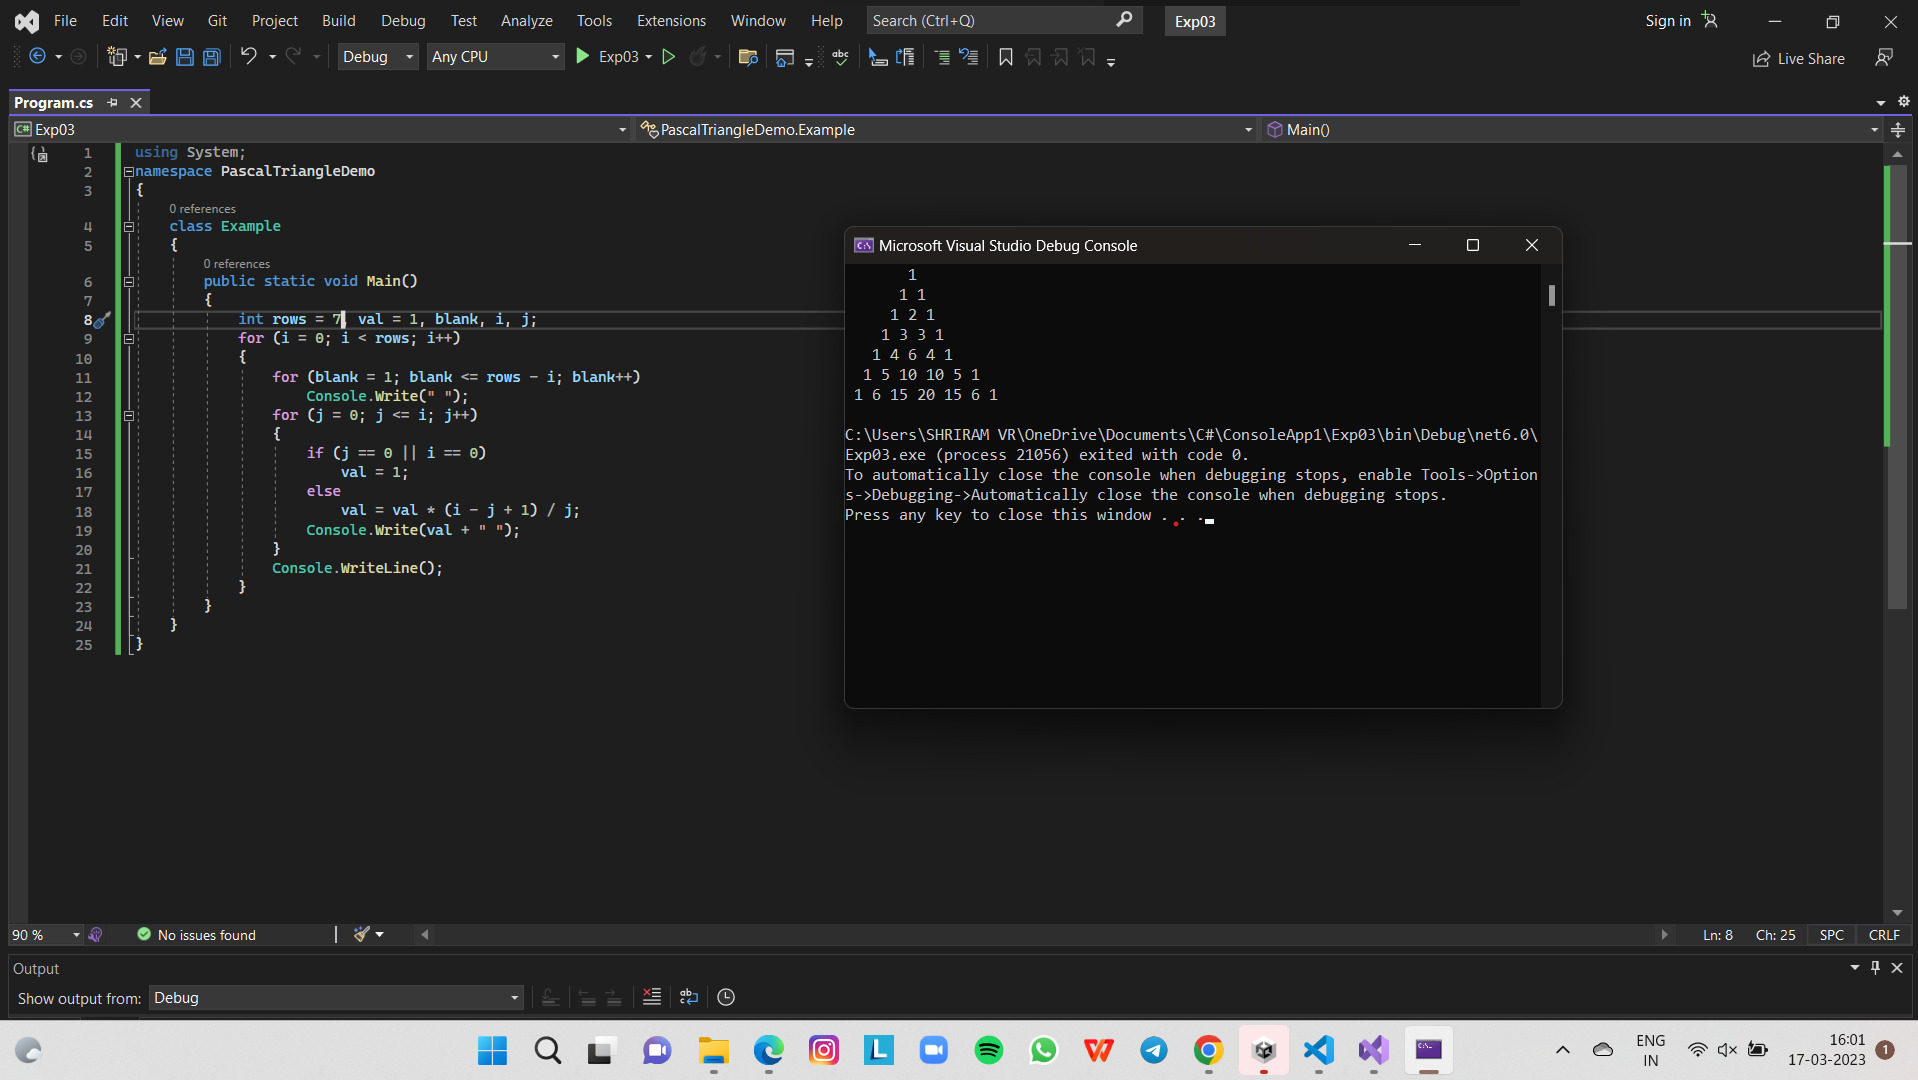 File Edit View Git Project Build Debug Test Analyze Tools Extensions Window Help Search (Ctrl+Q) Exp03 Sign in
Debug Any CPU Exp03 Live Share
Program.cs
C# Exp03 PascalTriangleDemo.Example Main()
1 using System;
2 namespace PascalTriangleDemo
3 {
0 references
4 class Example
5 {
0 references
6 public static void Main()
7 {
8 int rows = 7, val = 1, blank, i, j;
9 for (i = 0; i < rows; i++)
10 {
11 for (blank = 1; blank <= rows - i; blank++)
12 Console.Write(" ");
13 for (j = 0; j <= i; j++)
14 {
15 if (j == 0 || i == 0)
16 val = 1;
17 else
18 val = val * (i - j + 1) / j;
19 Console.Write(val + " ");
20 }
21 Console.WriteLine();
22 }
23 }
24 }
25 }
Microsoft Visual Studio Debug Console
1
1 1
1 2 1
1 3 3 1
1 4 6 4 1
1 5 10 10 5 1
1 6 15 20 15 6 1
C:\Users\SHRIRAM VR\OneDrive\Documents\C#\ConsoleApp1\Exp03\bin\Debug\net6.0\
Exp03.exe (process 21056) exited with code 0.
To automatically close the console when debugging stops, enable Tools->Option
s->Debugging->Automatically close the console when debugging stops.
Press any key to close this window . . .
90 % No issues found Ln: 8 Ch: 25 SPC CRLF
Output
Show output from: Debug
ENG 16:01
IN 17-03-2023 1